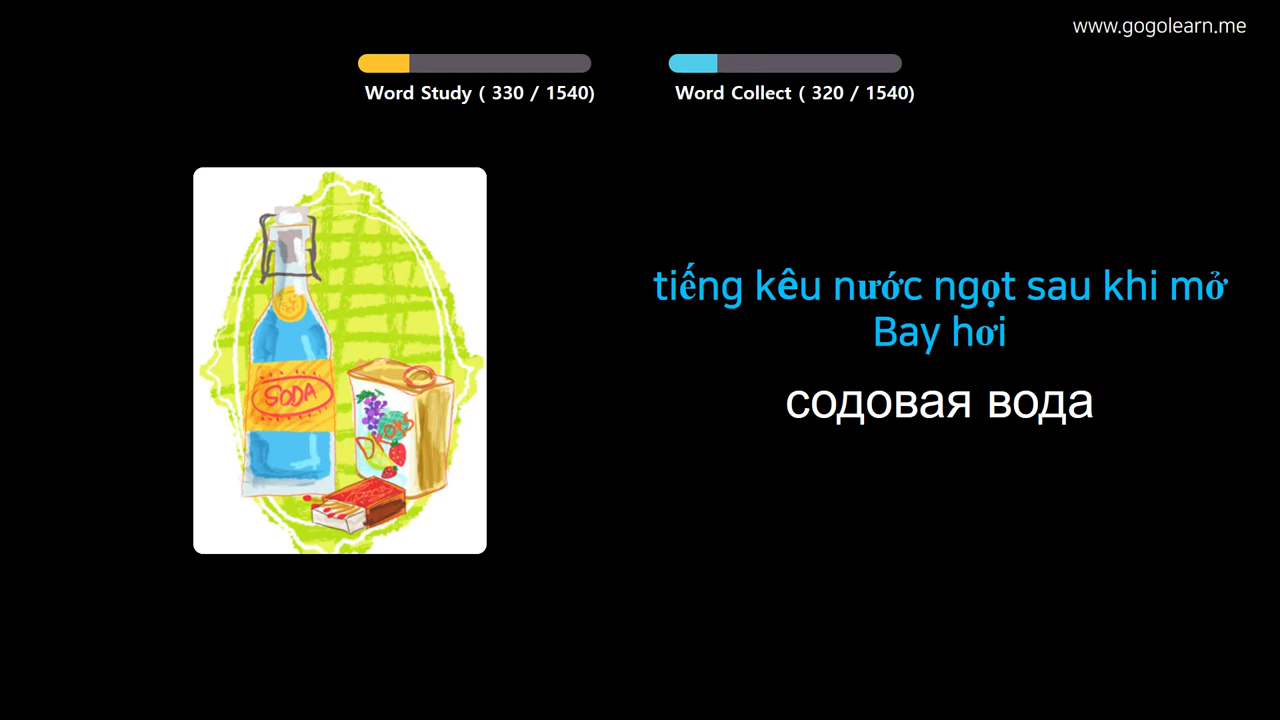 www.gogolearn.me
Word Study ( 330 / 1540)
Word Collect ( 320 / 1540)
SODA
DROPS
tiếng kêu nước ngọt sau khi mở
Bay hơi
содовая вода